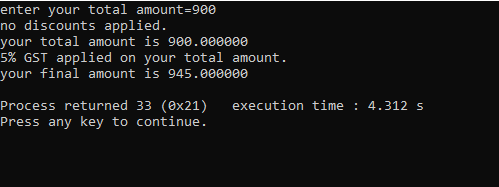 enter your total amount=900
no discounts applied.
your total amount is 900.000000
5% GST applied on your total amount.
your final amount is 945.000000
Process returned 33 (0x21)   execution time : 4.312 s
Press any key to continue.